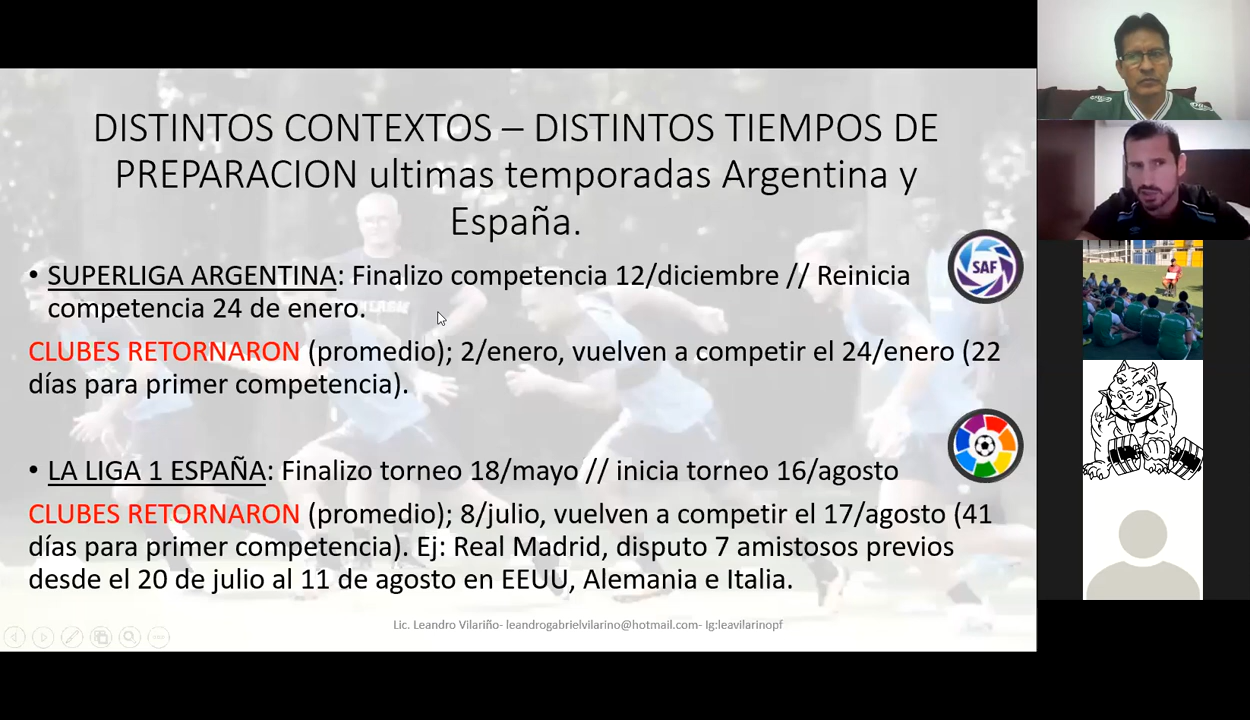 DISTINTOS CONTEXTOS – DISTINTOS TIEMPOS DE
PREPARACION ultimas temporadas Argentina y
España.
• SUPERLIGA ARGENTINA: Finalizo competencia 12/diciembre // Reinicia
competencia 24 de enero.
SAF
CLUBES RETORNARON (promedio); 2/enero, vuelven a competir el 24/enero (22
días para primer competencia).
• LA LIGA 1 ESPAÑA: Finalizo torneo 18/mayo // inicia torneo 16/agosto
CLUBES RETORNARON (promedio); 8/julio, vuelven a competir el 17/agosto (41
días para primer competencia). Ej: Real Madrid, disputo 7 amistosos previos
desde el 20 de julio al 11 de agosto en EEUU, Alemania e Italia.
Lic. Leandro Vilariño- leandrogabrielvilarino@hotmail.com- Ig:leavilarinopf